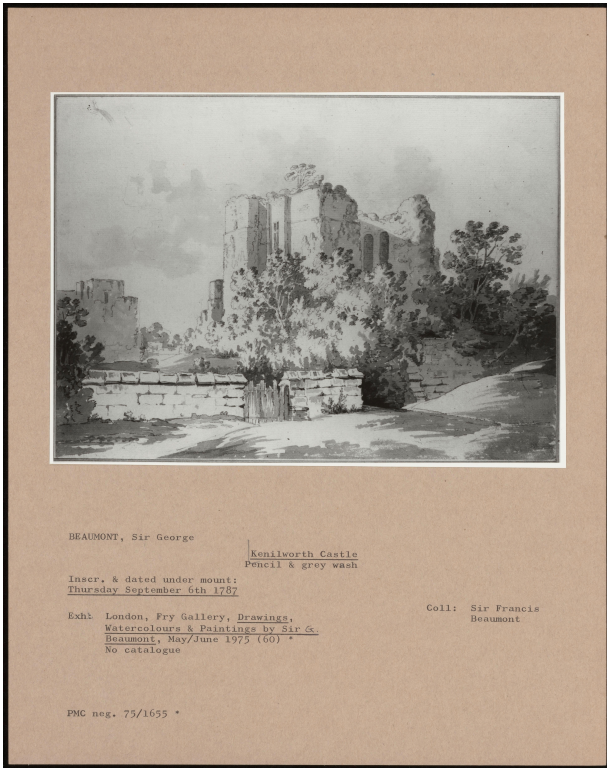 BEAUMONT, Sir George
Kenilworth Castle
Pencil & grey wash
Inscr. & dated under mount:
Thursday September 6th 1787
Coll: Sir Francis
Beaumont
Exh: London, Fry Gallery, Drawings,
Watercolours & Paintings by Sir G.
Beaumont, May/June 1975 (60) *
No catalogue
PMC neg. 75/1655 *